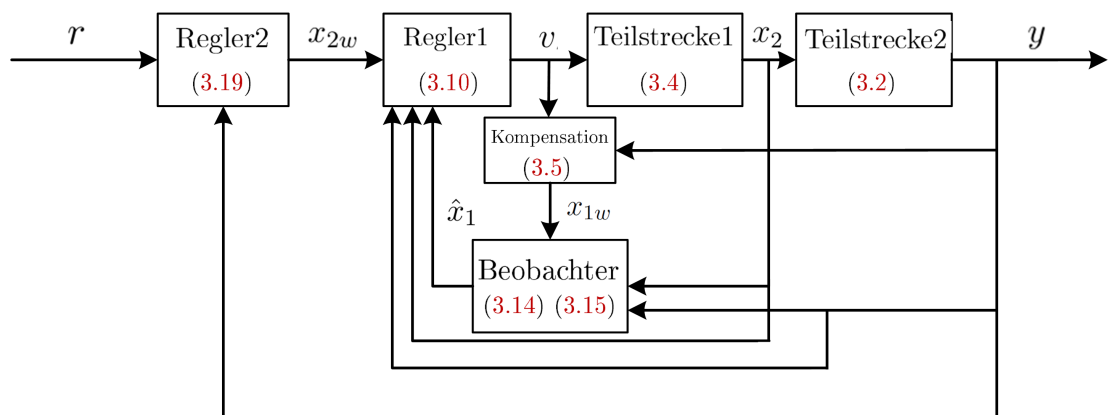 r
Regler2
(3.19)
x₂w
Regler1
(3.10)
v
Teilstrecke1
(3.4)
x₂
Teilstrecke2
(3.2)
y
Kompensation
(3.5)
x̂₁
x₁w
Beobachter
(3.14) (3.15)